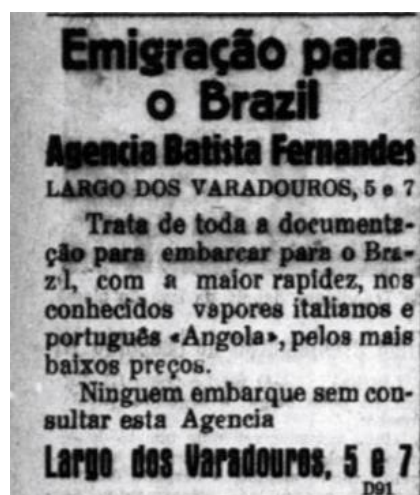 Emigração para
o Brazil
Agencia Batista Fernandes
LARGO DOS VARADOUROS, 5 e 7
Trata de toda a documenta-
ção para embarcar para o Bra-
z'l, com a maior rapidez, nos
conhecidos vapores italianos e
português «Angola», pelos mais
baixos preços.
Ninguem embarque sem con-
sultar esta Agencia
Largo dos Varadouros, 5 e 7
D91